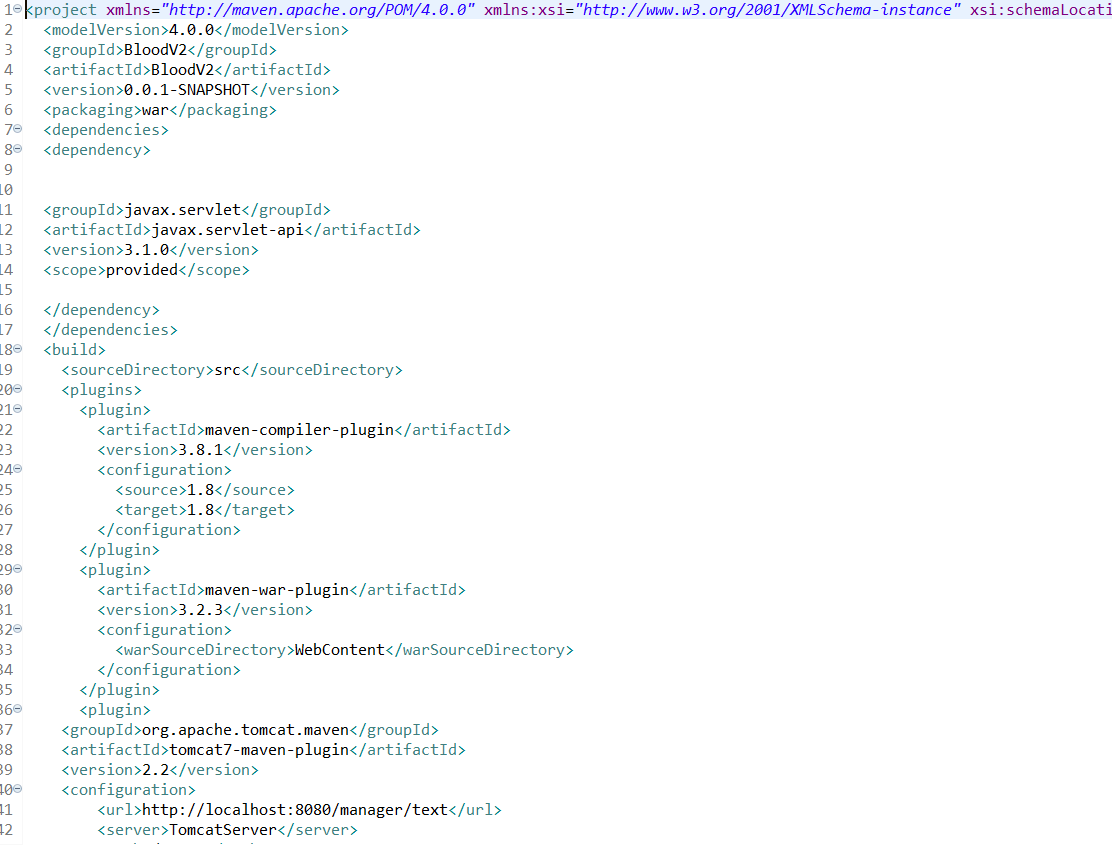 1 <project xmlns="http://maven.apache.org/POM/4.0.0" xmlns:xsi="http://www.w3.org/2001/XMLSchema-instance" xsi:schemaLocati
2 <modelVersion>4.0.0</modelVersion>
3 <groupId>BloodV2</groupId>
4 <artifactId>BloodV2</artifactId>
5 <version>0.0.1-SNAPSHOT</version>
6 <packaging>war</packaging>
7 <dependencies>
8 <dependency>
9
10
11 <groupId>javax.servlet</groupId>
12 <artifactId>javax.servlet-api</artifactId>
13 <version>3.1.0</version>
14 <scope>provided</scope>
15
16 </dependency>
17 </dependencies>
18 <build>
19 <sourceDirectory>src</sourceDirectory>
20 <plugins>
21 <plugin>
22 <artifactId>maven-compiler-plugin</artifactId>
23 <version>3.8.1</version>
24 <configuration>
25 <source>1.8</source>
26 <target>1.8</target>
27 </configuration>
28 </plugin>
29 <plugin>
30 <artifactId>maven-war-plugin</artifactId>
31 <version>3.2.3</version>
32 <configuration>
33 <warSourceDirectory>WebContent</warSourceDirectory>
34 </configuration>
35 </plugin>
36 <plugin>
37 <groupId>org.apache.tomcat.maven</groupId>
38 <artifactId>tomcat7-maven-plugin</artifactId>
39 <version>2.2</version>
40 <configuration>
41 <url>http://localhost:8080/manager/text</url>
42 <server>TomcatServer</server>